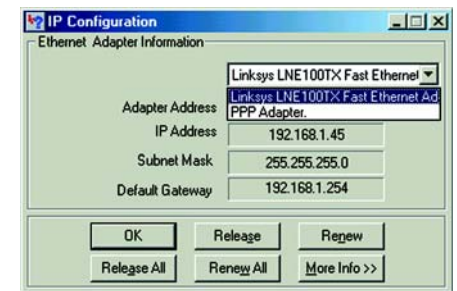 IP Configuration
Ethernet Adapter Information
Linksys LNE100TX Fast Ethernet
Linksys LNE100TX Fast Ethernet Ad
PPP Adapter.
Adapter Address
IP Address 192.168.1.45
Subnet Mask 255.255.255.0
Default Gateway 192.168.1.254
OK Release Renew
Release All Renew All More Info >>